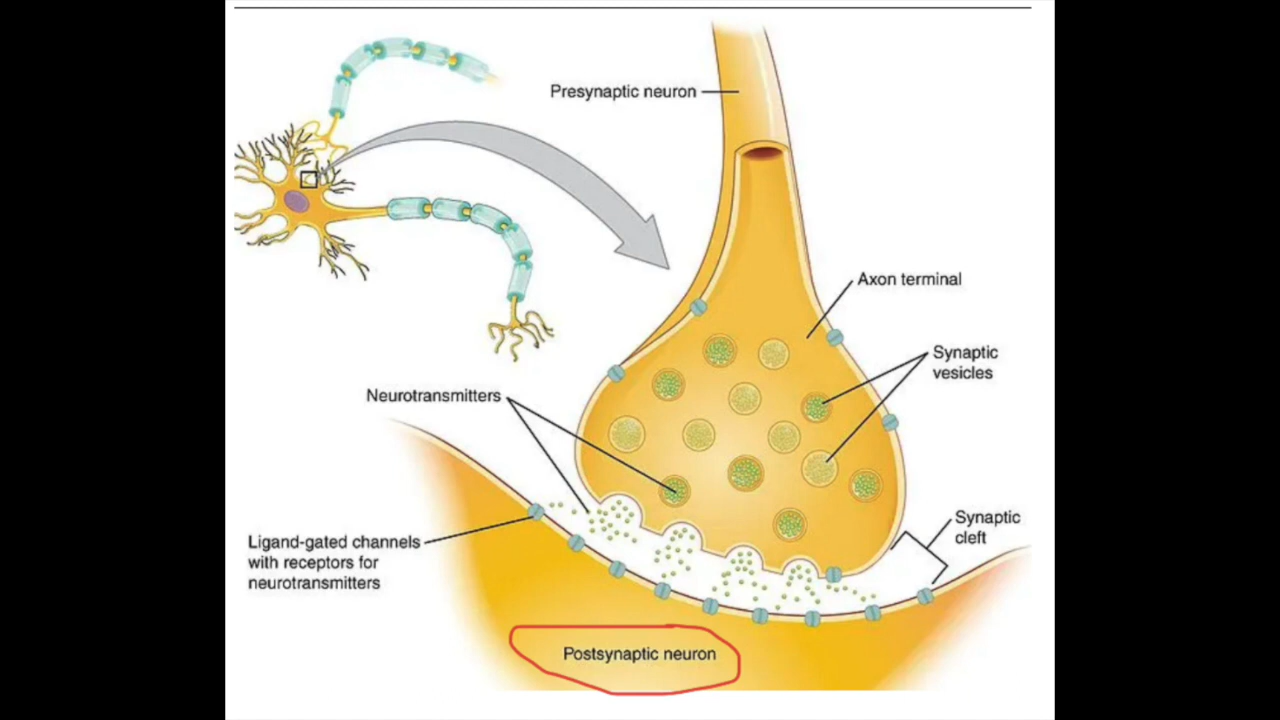 Presynaptic neuron
Axon terminal
Synaptic
vesicles
Neurotransmitters
Synaptic
cleft
Ligand-gated channels
with receptors for
neurotransmitters
Postsynaptic neuron